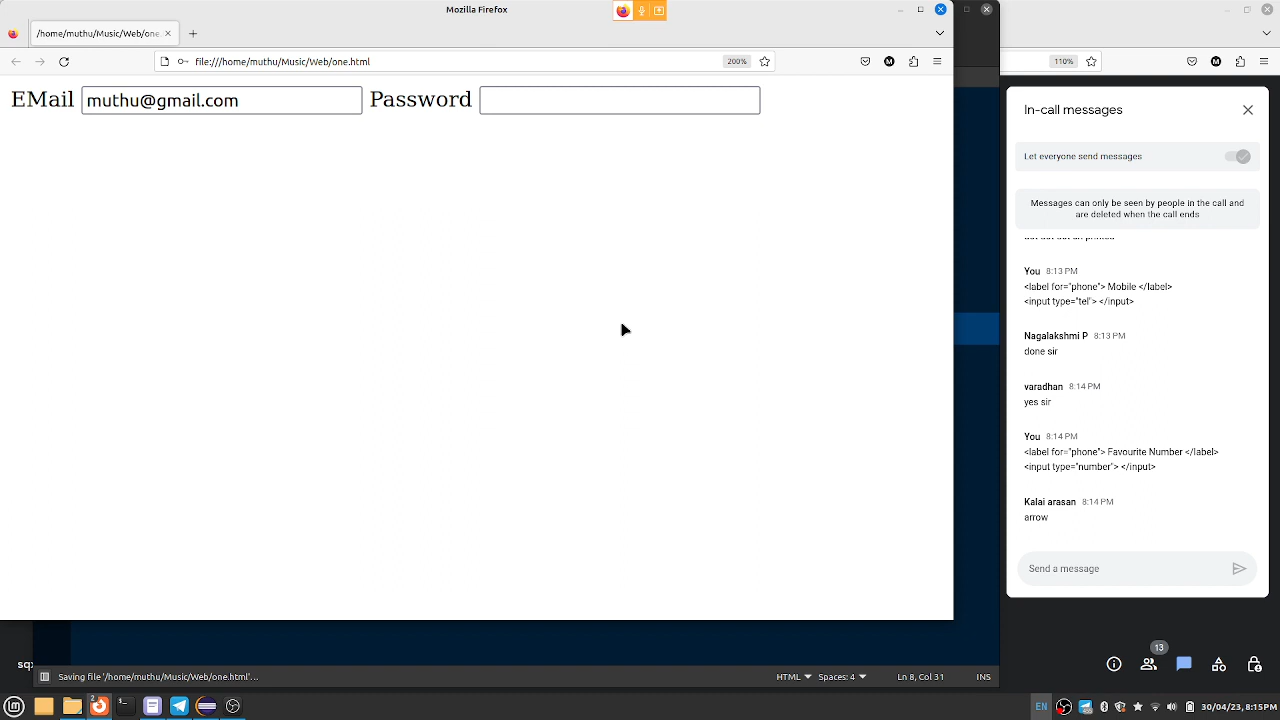 Mozilla Firefox
/home/muthu/Music/Web/one.
file:///home/muthu/Music/Web/one.html
200%
110%
EMail muthu@gmail.com Password
In-call messages
Let everyone send messages
Messages can only be seen by people in the call and
are deleted when the call ends
You 8:13 PM
<label for="phone"> Mobile </label>
<input type="tel'> </input>
Nagalakshmi P 8:13 PM
done sir
varadhan 8:14 PM
yes sir
You 8:14 PM
<label for="phone"> Favourite Number </label>
<input type="number'> </input>
Kalai arasan 8:14 PM
arrow
Send a message
13
sq
Saving file '/home/muthu/Music/Web/one.html'...
HTML
Spaces: 4
Ln 8, Col 31
INS
2
EN
30/04/23, 8:15PM